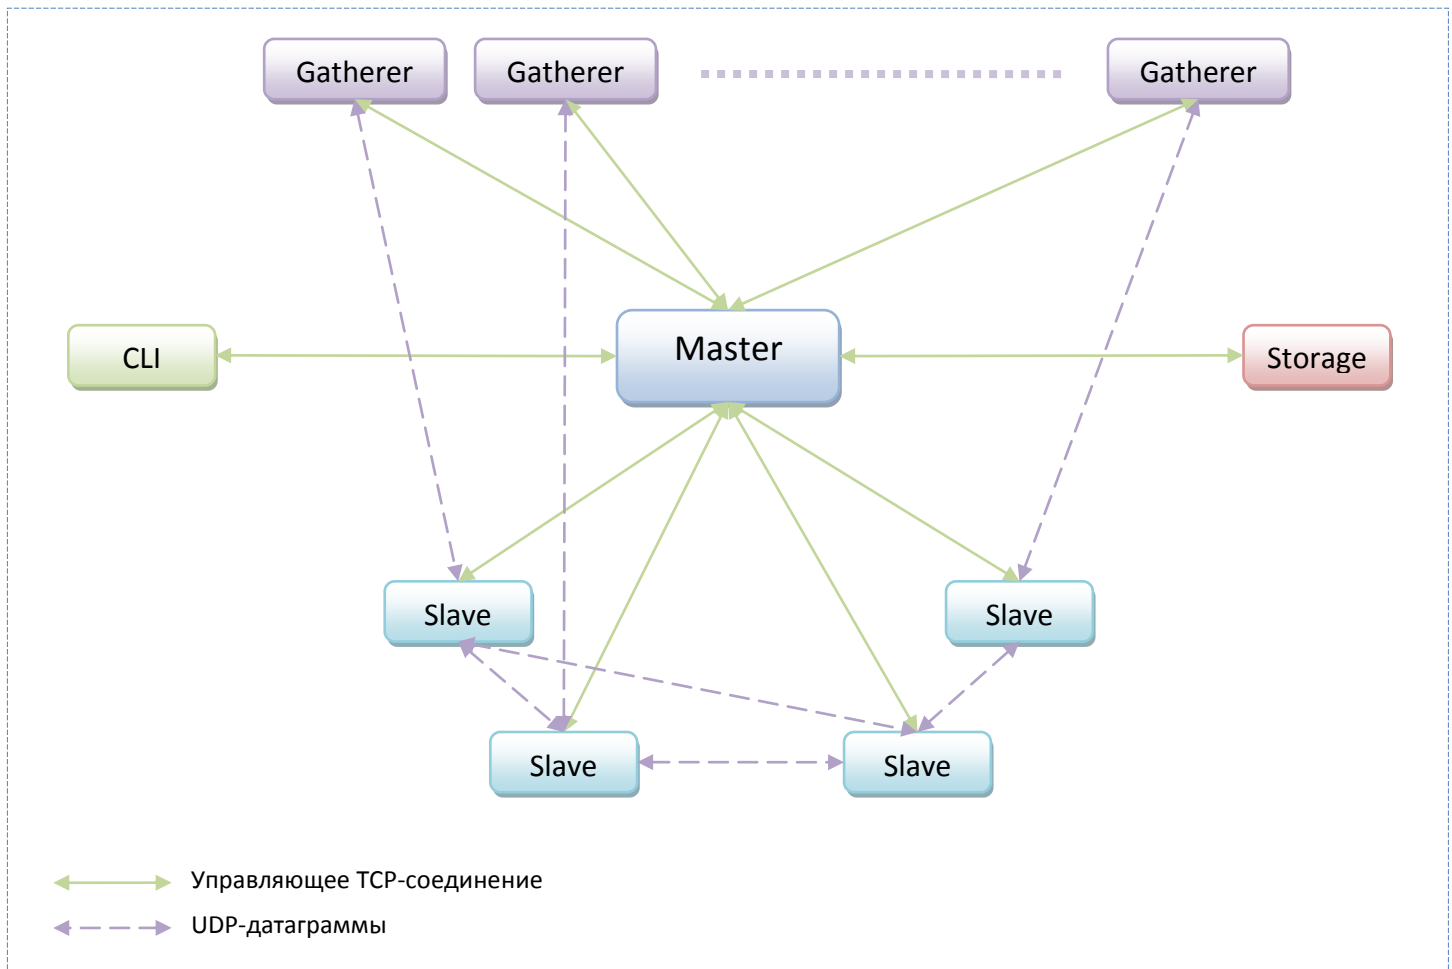 Gatherer
Gatherer
Gatherer
CLI
Master
Storage
Slave
Slave
Slave
Slave
Управляющее TCP-соединение
UDP-датаграммы